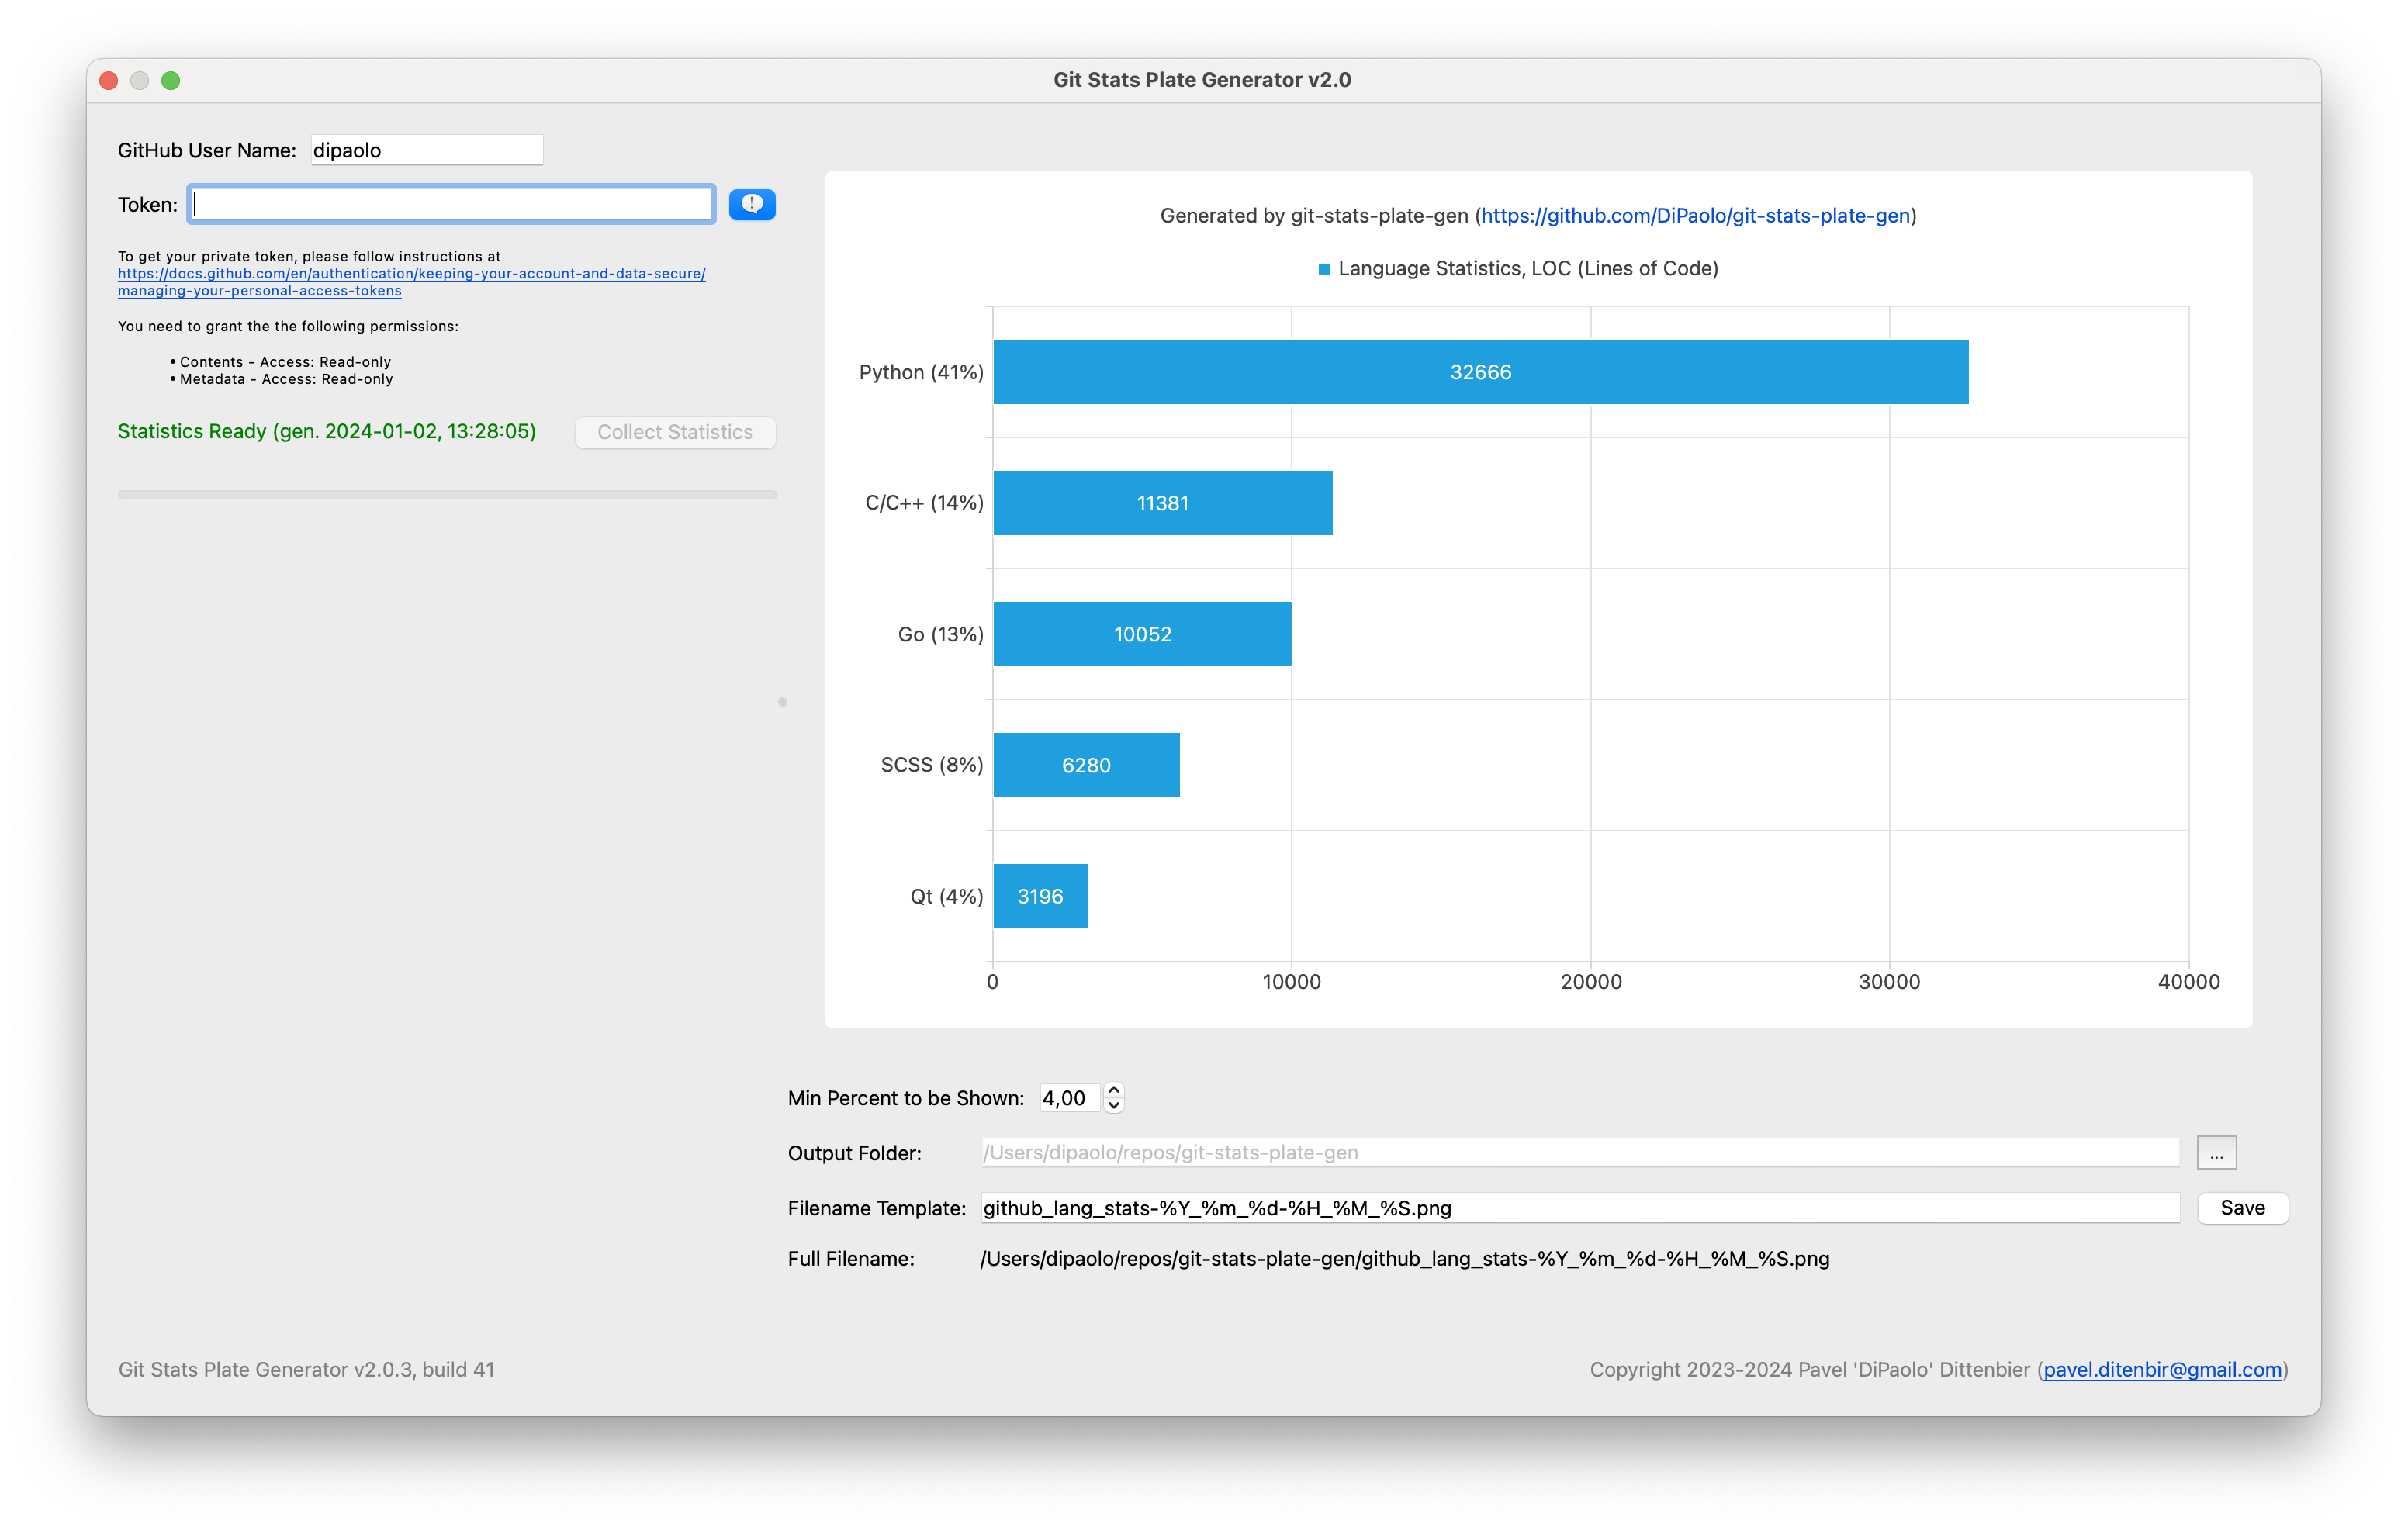 Git Stats Plate Generator v2.0
GitHub User Name: dipaolo
Token:
To get your private token, please follow instructions at
https://docs.github.com/en/authentication/keeping-your-account-and-data-secure/
managing-your-personal-access-tokens
You need to grant the the following permissions:
• Contents - Access: Read-only
• Metadata - Access: Read-only
Statistics Ready (gen. 2024-01-02, 13:28:05) Collect Statistics
Generated by git-stats-plate-gen (https://github.com/DiPaolo/git-stats-plate-gen)
Language Statistics, LOC (Lines of Code)
Python (41%) 32666
C/C++ (14%) 11381
Go (13%) 10052
SCSS (8%) 6280
Qt (4%) 3196
0 10000 20000 30000 40000
Min Percent to be Shown: 4,00
Output Folder: /Users/dipaolo/repos/git-stats-plate-gen ...
Filename Template: github_lang_stats-%Y_%m_%d-%H_%M_%S.png Save
Full Filename: /Users/dipaolo/repos/git-stats-plate-gen/github_lang_stats-%Y_%m_%d-%H_%M_%S.png
Git Stats Plate Generator v2.0.3, build 41
Copyright 2023-2024 Pavel 'DiPaolo' Dittenbier (pavel.ditenbir@gmail.com)